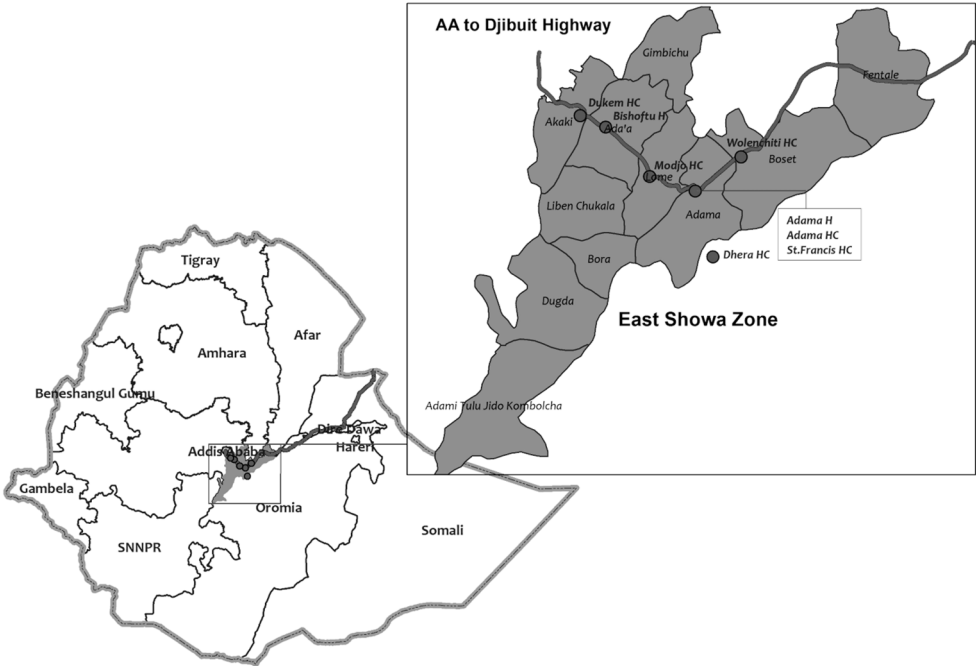 AA to Djibuit Highway
Gimbichu
Fentale
Dukem HC
Bishoftu H
Akaki
Ada'a
Wolenchiti HC
Boset
Modjo HC
Lome
Liben Chukala
Adama
Adama H
Adama HC
St.Francis HC
Bora
Dhera HC
Dugda
East Showa Zone
Adami Tulu Jido Kombolcha
Tigray
Afar
Amhara
Beneshangul Gumu
Dire Dawa
Hareri
Addis Ababa
Gambela
Oromia
Somali
SNNPR